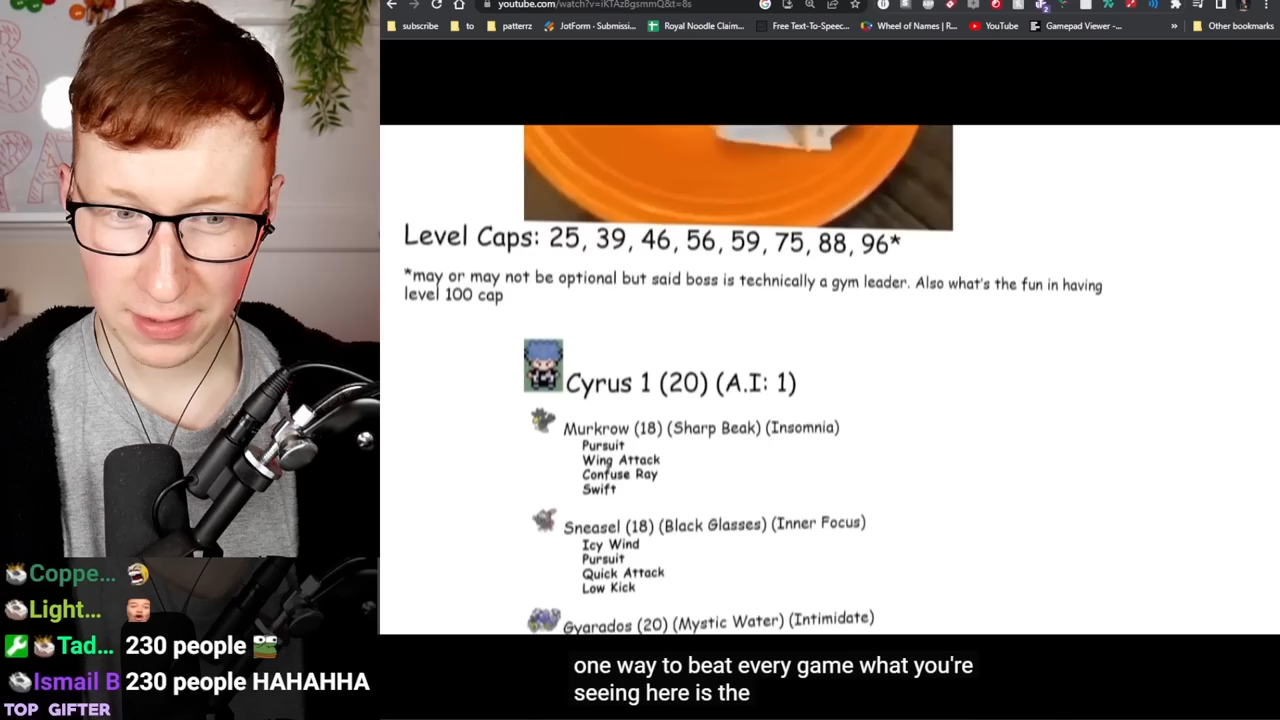 youtube.com/watch?v=iKTAzBgsmmQ&t=8s
subscribe
to
patterrz
JotForm - Submissi...
Royal Noodle Claim...
Free Text-To-Speec...
Wheel of Names | R...
YouTube
Gamepad Viewer -...
»
Other bookmarks
Level Caps: 25, 39, 46, 56, 59, 75, 88, 96*
*may or may not be optional but said boss is technically a gym leader. Also what's the fun in having
level 100 cap
Cyrus 1 (20) (A.I: 1)
Murkrow (18) (Sharp Beak) (Insomnia)
Pursuit
Wing Attack
Confuse Ray
Swift
Sneasel (18) (Black Glasses) (Inner Focus)
Icy Wind
Pursuit
Quick Attack
Low Kick
Gyarados (20) (Mystic Water) (Intimidate)
Coppe...
Light...
Tad... 230 people
Ismail B 230 people HAHAHHA
TOP GIFTER
one way to beat every game what you're
seeing here is the